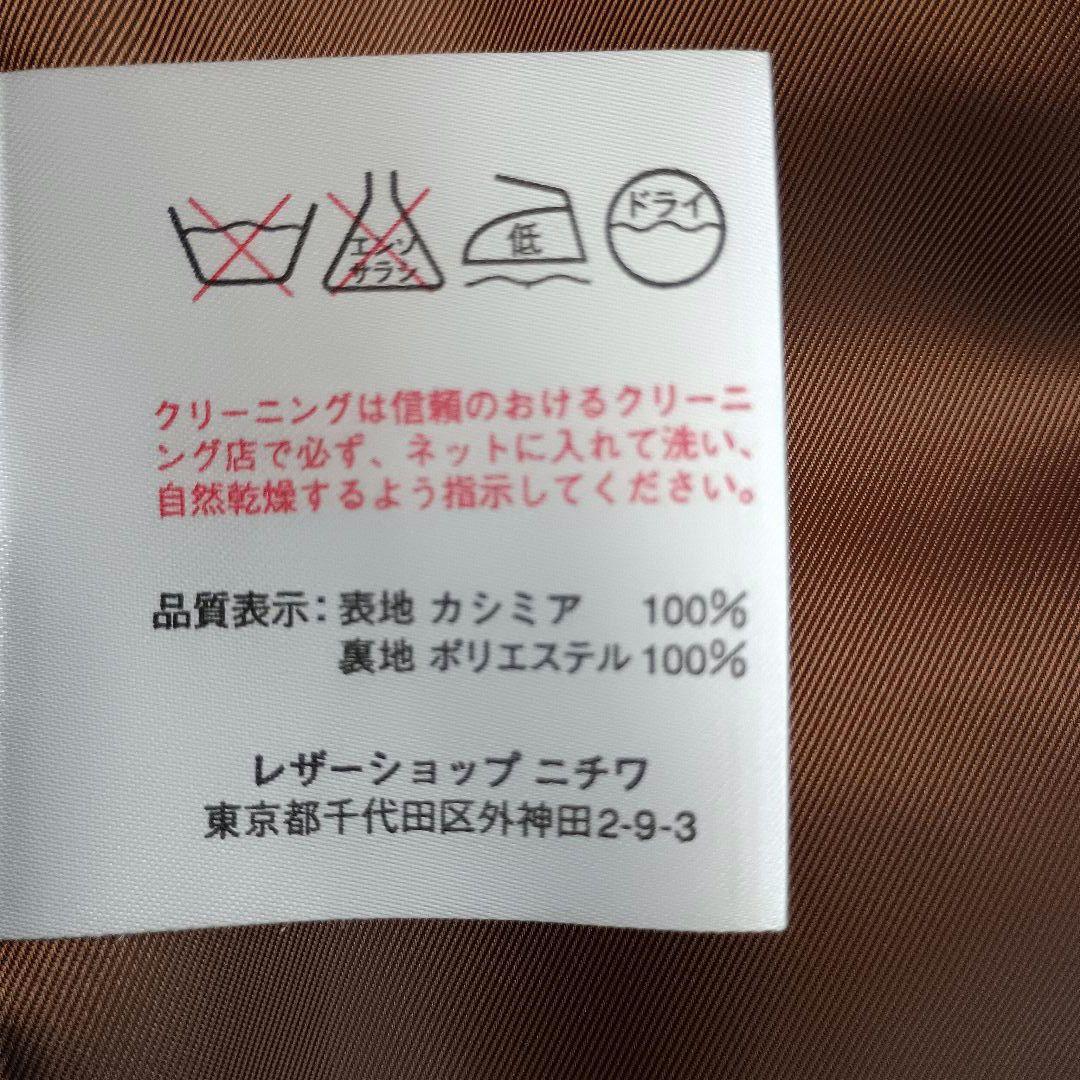 エンソ
サラシ
低
ドライ
クリーニングは信頼のおけるクリーニ
ング店で必ず、ネットに入れて洗い、
自然乾燥するよう指示してください。
品質表示：表地 カシミア 100%
裏地 ポリエステル 100%
レザーショップ ニチワ
東京都千代田区外神田2-9-3